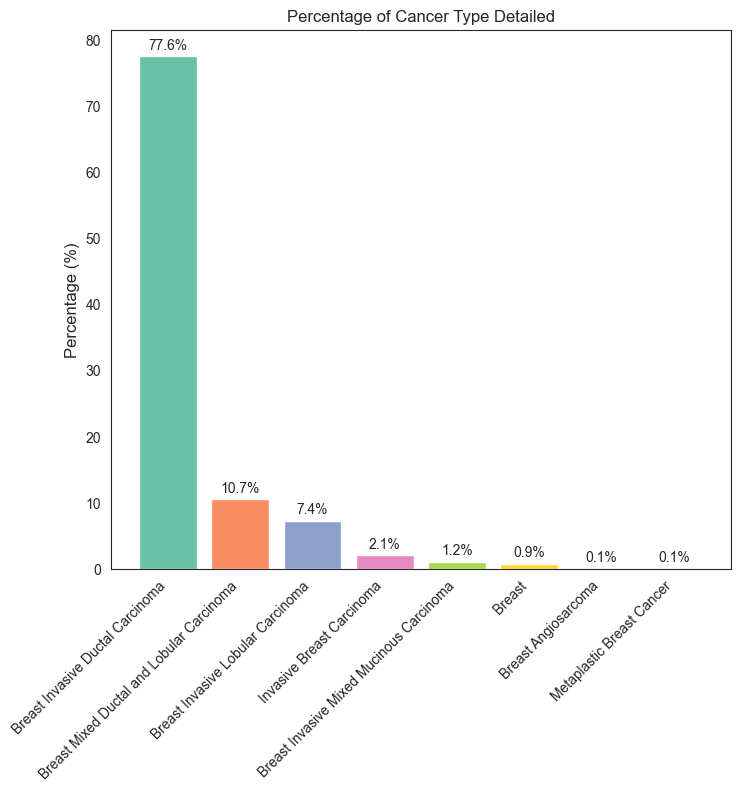 Percentage of Cancer Type Detailed
80
70
60
50
40
30
20
10
0
Percentage (%)
77.6%
10.7%
7.4%
2.1%
1.2%
0.9%
0.1%
0.1%
Breast Invasive Ductal Carcinoma
Breast Mixed Ductal and Lobular Carcinoma
Breast Invasive Lobular Carcinoma
Invasive Breast Carcinoma
Breast Invasive Mixed Mucinous Carcinoma
Breast
Breast Angiosarcoma
Metaplastic Breast Cancer